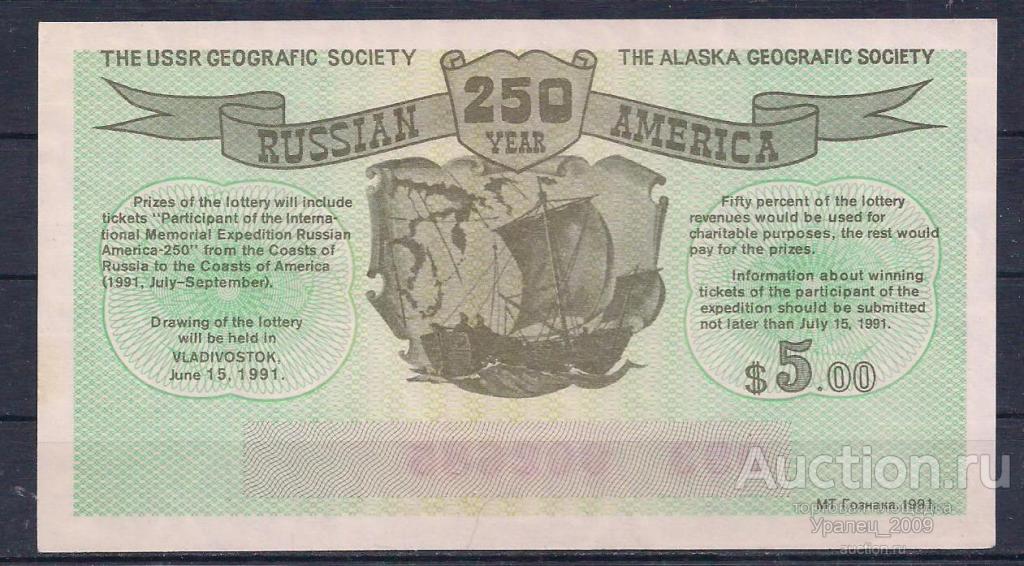 THE USSR GEOGRAFIC SOCIETY
THE ALASKA GEOGRAFIC SOCIETY
250
YEAR
RUSSIAN
AMERICA
Prizes of the lottery will include
tickets "Participant of the Interna-
tional Memorial Expedition Russian
America-250" from the Coasts of
Russia to the Coasts of America
(1991, July–September).
Drawing of the lottery
will be held in
VLADIVOSTOK,
June 15, 1991.
Fifty percent of the lottery
revenues would be used for
charitable purposes, the rest would
pay for the prizes.
Information about winning
tickets of the participant of the
expedition should be submitted
not later than July 15, 1991.
$5.00
Auction.ru
МТ Гознака. 1991
торговая площадка
Уралец_2009
auction.ru